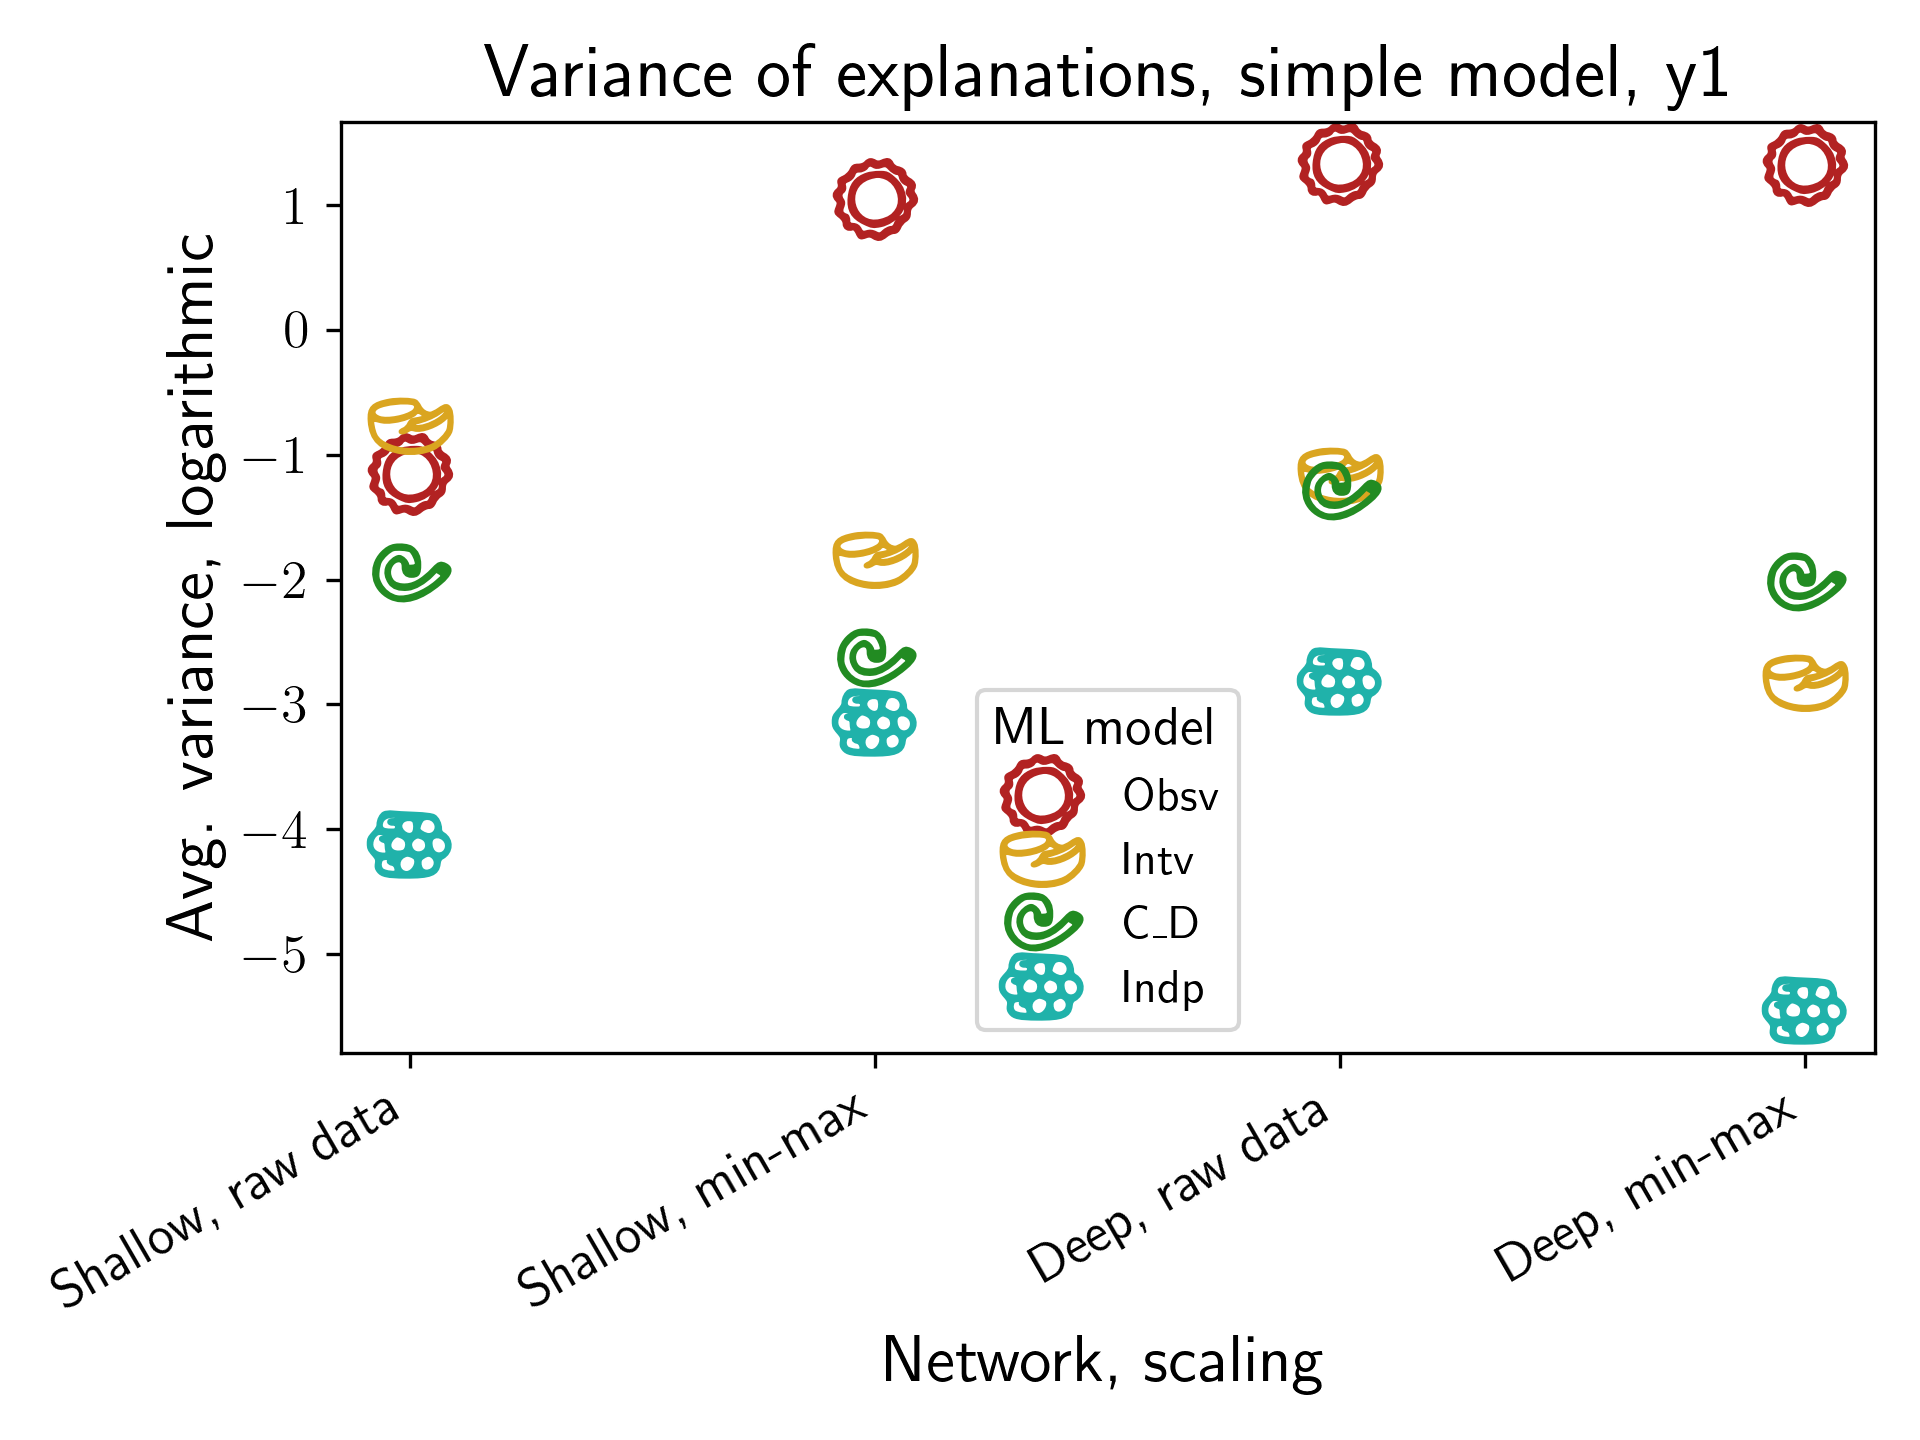 Variance of explanations, simple model, y1
Avg. variance, logarithmic
1
0
−1
−2
−3
−4
−5
ML model
Obsv
Intv
C_D
Indp
Shallow, raw data
Shallow, min-max
Deep, raw data
Deep, min-max
Network, scaling